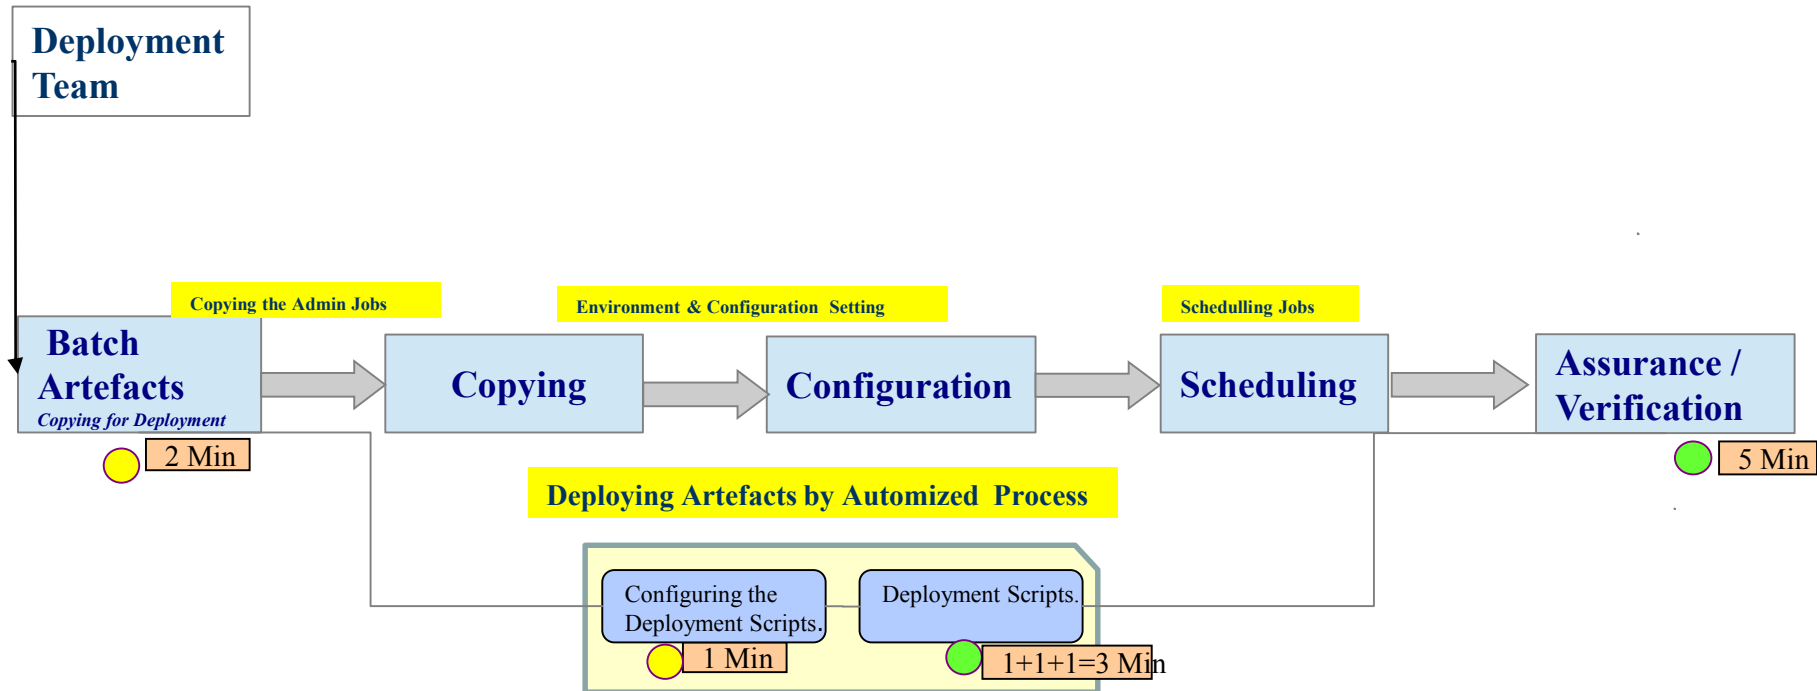 Deployment
Team
Copying the Admin Jobs
Environment & Configuration Setting
Schedulling Jobs
Batch
Artefacts
Copying for Deployment
Copying
Configuration
Scheduling
Assurance /
Verification
2 Min
5 Min
Deploying Artefacts by Automized Process
Configuring the
Deployment Scripts.
Deployment Scripts.
1 Min
1+1+1=3 Min